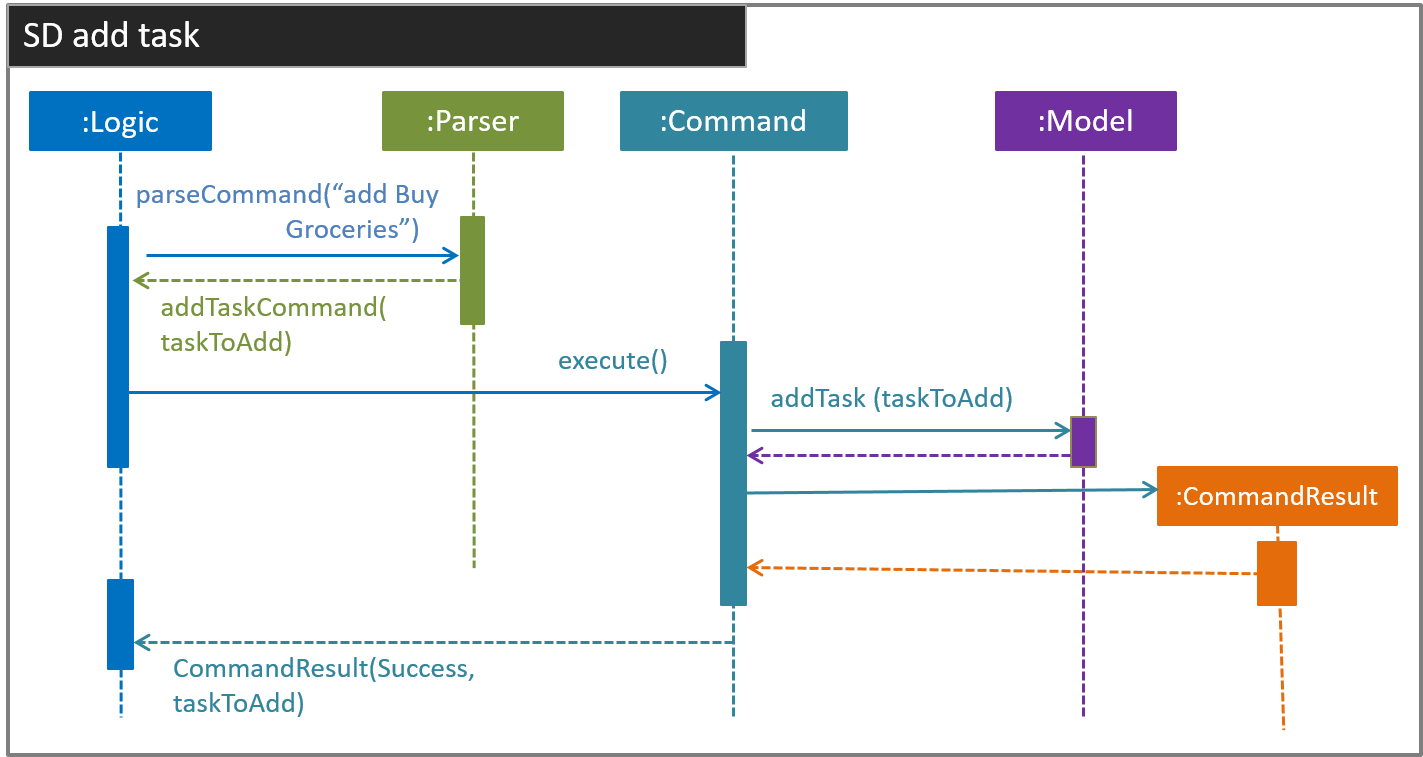 SD add task
:Logic
:Parser
:Command
:Model
parseCommand(“add Buy
Groceries”)
addTaskCommand(
taskToAdd)
execute()
addTask (taskToAdd)
:CommandResult
CommandResult(Success,
taskToAdd)